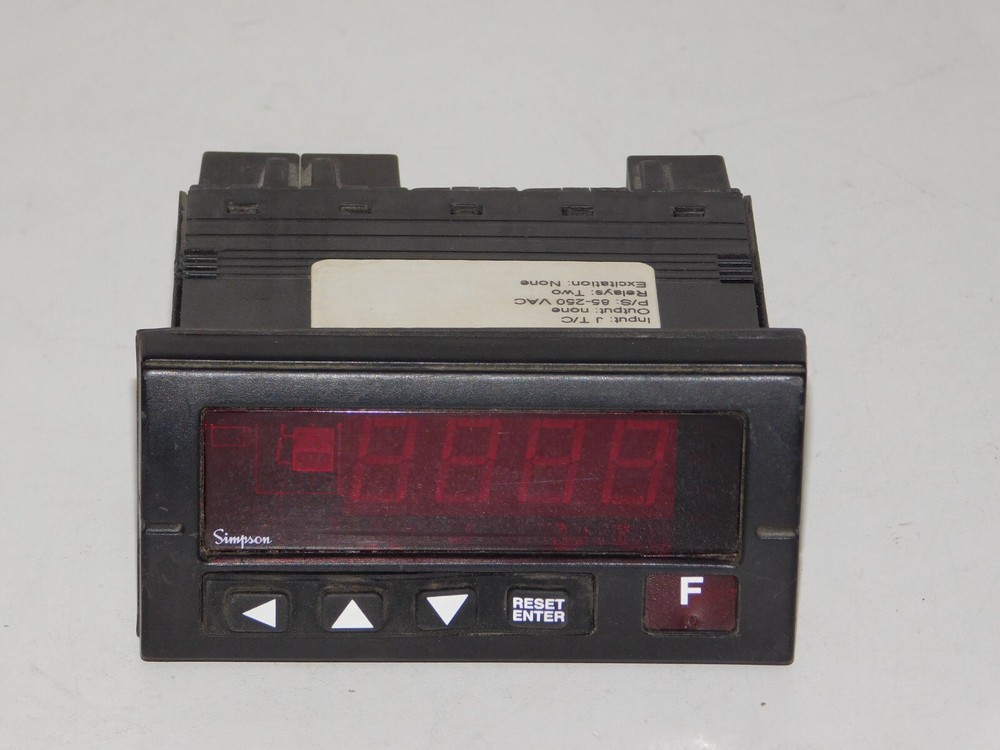 Input: J T/C
Output: none
P/S: 85-250 VAC
Relays: Two
Excitation: None
Simpson
RESET
ENTER
F